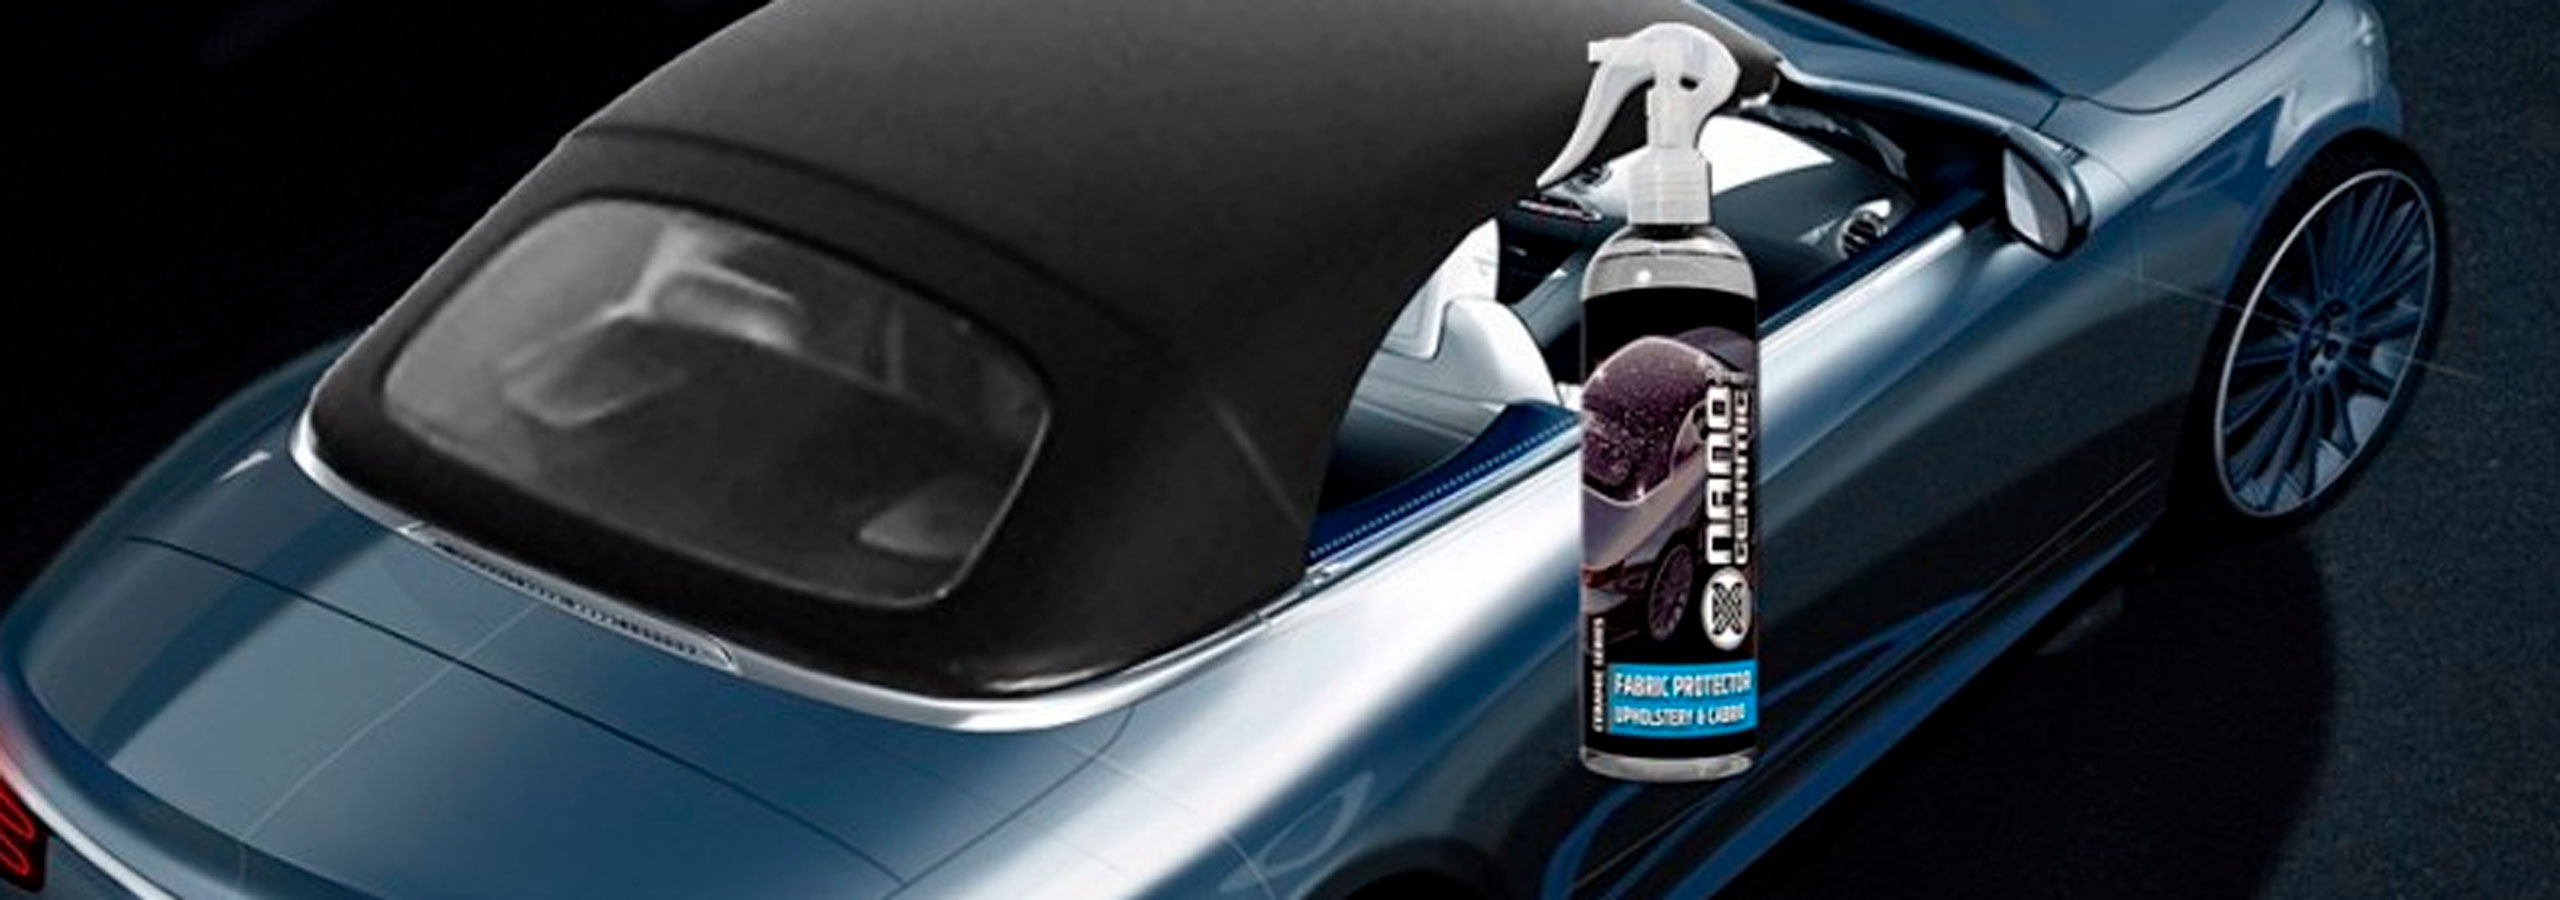 NANO
CERAMIC
CERAMIC SERIES
FABRIC PROTECTOR
UPHOLSTERY & CABRIO